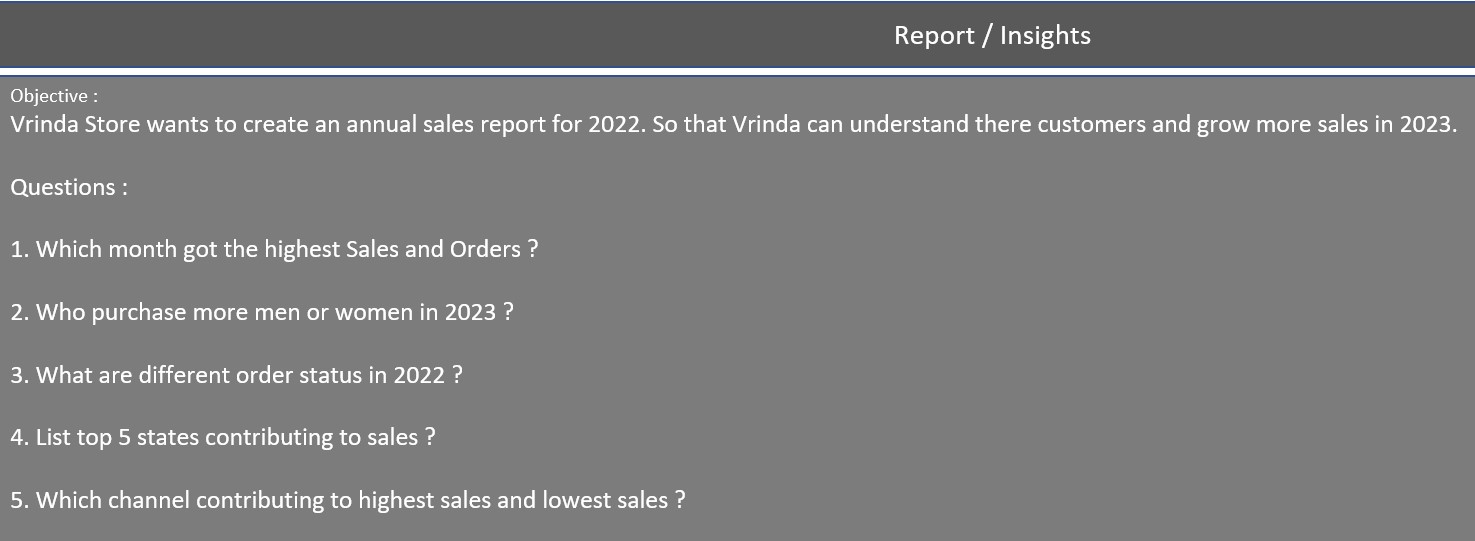 Report / Insights
Objective :
Vrinda Store wants to create an annual sales report for 2022. So that Vrinda can understand there customers and grow more sales in 2023.
Questions :
1. Which month got the highest Sales and Orders ?
2. Who purchase more men or women in 2023 ?
3. What are different order status in 2022 ?
4. List top 5 states contributing to sales ?
5. Which channel contributing to highest sales and lowest sales ?